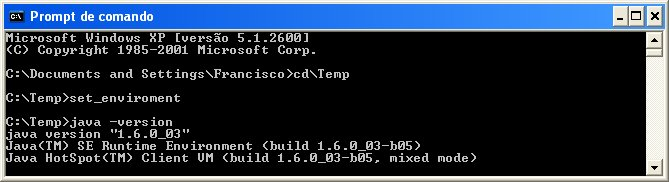 Prompt de comando
Microsoft Windows XP [versão 5.1.2600]
(C) Copyright 1985-2001 Microsoft Corp.
C:\Documents and Settings\Francisco>cd\Temp
C:\Temp>set_enviroment
C:\Temp>java -version
java version "1.6.0_03"
Java(TM) SE Runtime Environment (build 1.6.0_03-b05)
Java HotSpot(TM) Client VM (build 1.6.0_03-b05, mixed mode)